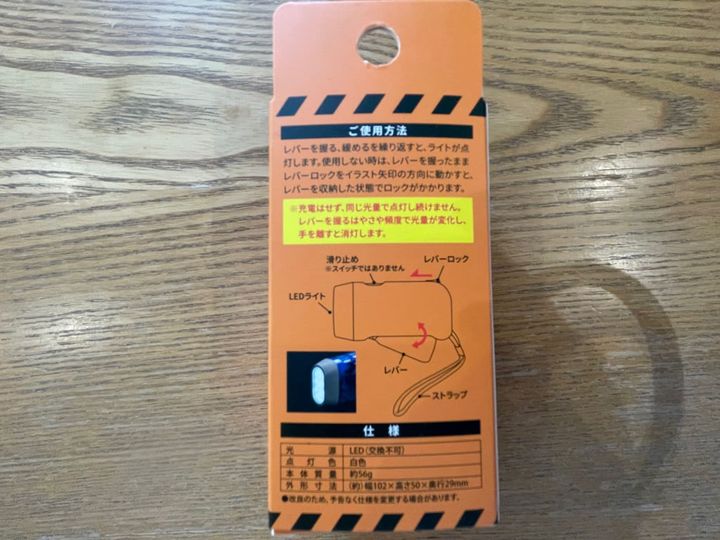 ご使用方法
レバーを握る、緩めるを繰り返すと、ライトが点
灯します。使用しない時は、レバーを握ったまま
レバーロックをイラスト矢印の方向に動かすと、
レバーを収納した状態でロックがかかります。
※充電はせず、同じ光量で点灯し続けません。
レバーを握るはやさや頻度で光量が変化し、
手を離すと消灯します。
滑り止め
※スイッチではありません
レバーロック
LEDライト
レバー
ストラップ
仕様
光源 LED(交換不可)
点灯色 白色
本体質量 約56g
外形寸法 (約)幅102×高さ50×奥行29mm
●改良のため、予告なく仕様を変更する場合があります。